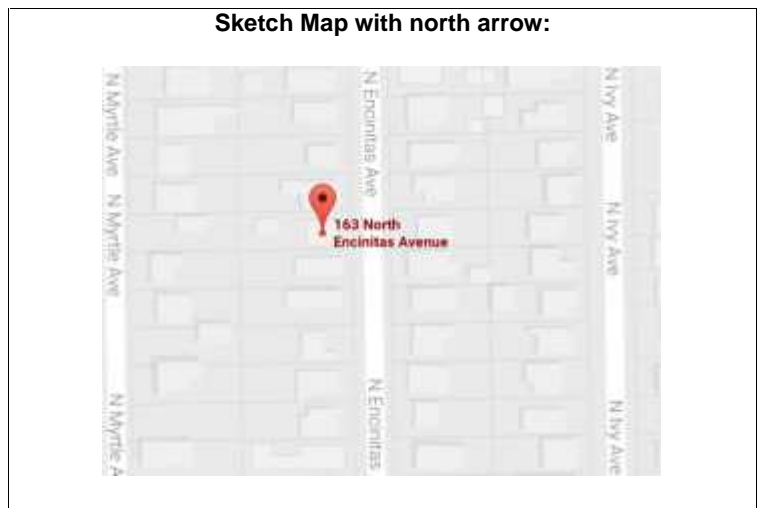 Sketch Map with north arrow:
N Myrtle Ave
N Myrtle Ave
N Myrtle A
N Encinitas Ave
N Encinitas
N Ivy Ave
N Ivy Ave
N Ivy Ave
163 North
Encinitas Avenue